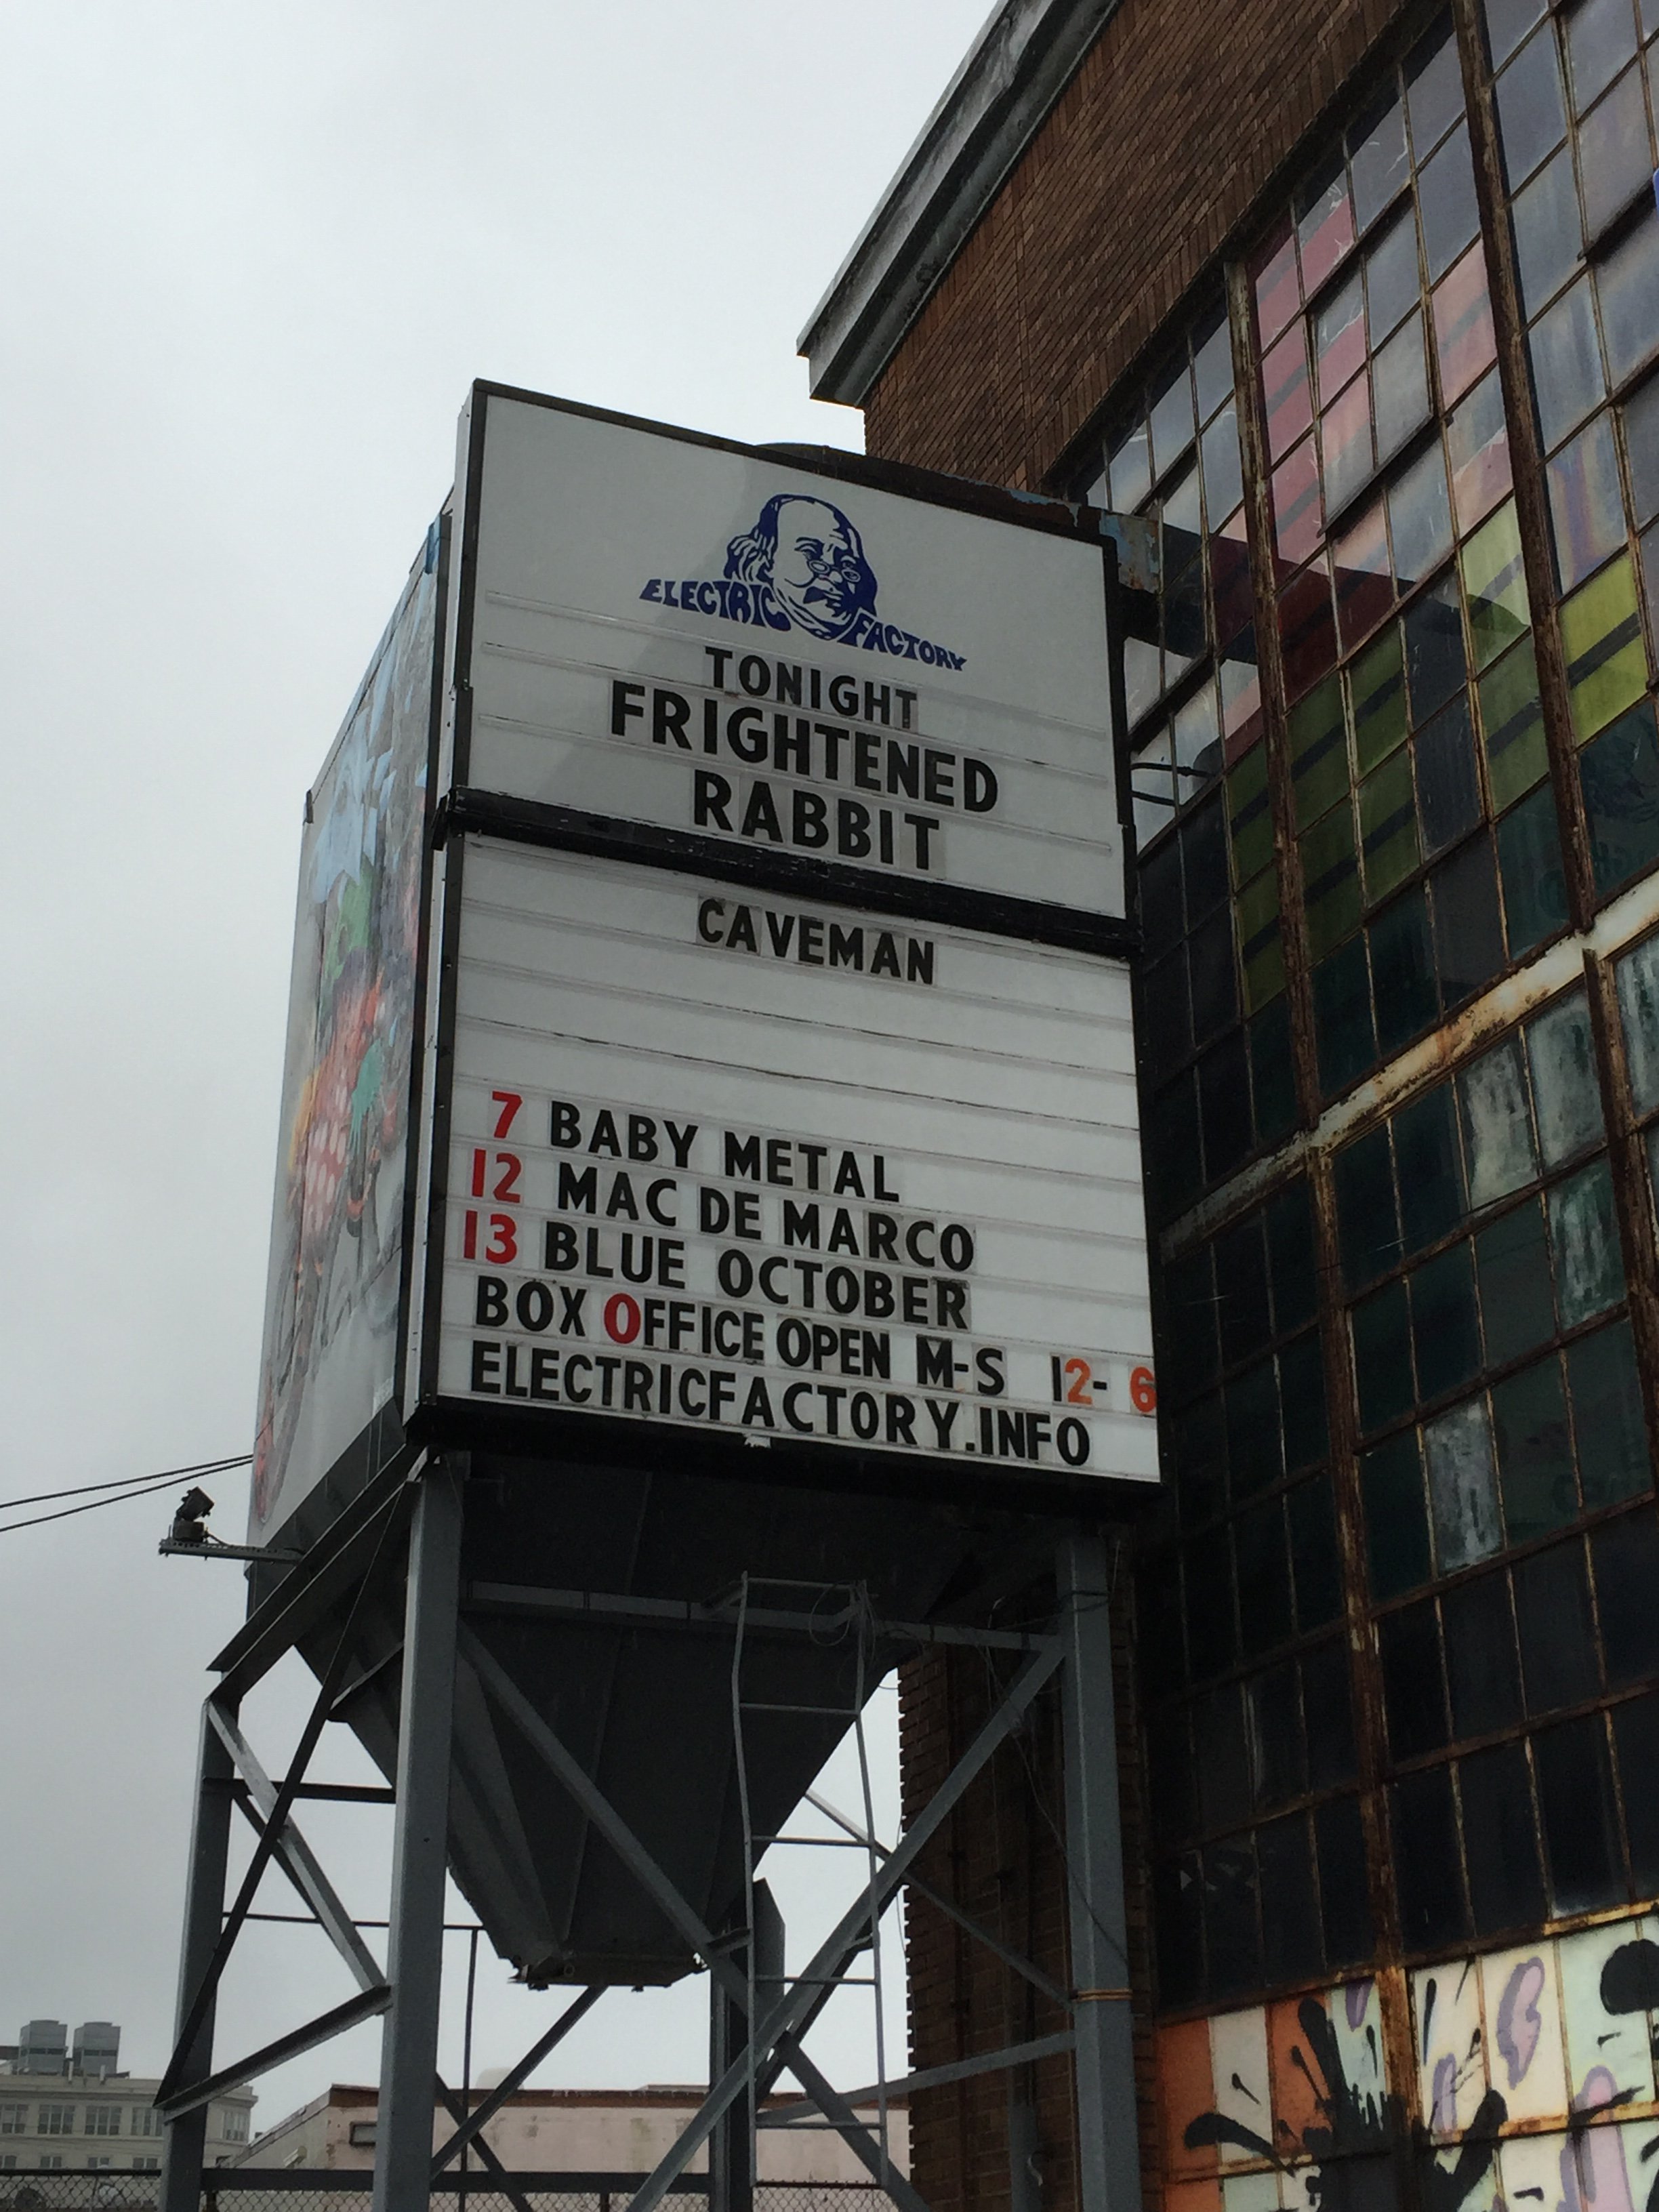 ELECTRIC FACTORY
TONIGHT
FRIGHTENED
RABBIT
CAVEMAN
7 BABY METAL
12 MAC DE MARCO
13 BLUE OCTOBER
BOX OFFICE OPEN M-S 12-6
ELECTRICFACTORY.INFO